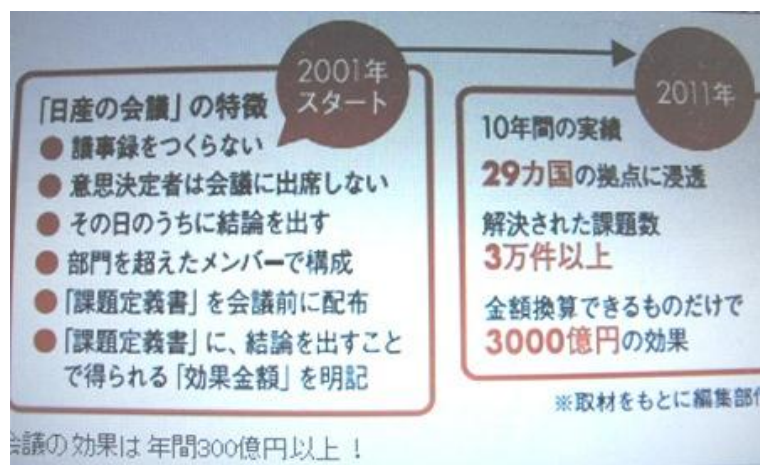 2001年
スタート
「日産の会議」の特徴
● 議事録をつくらない
● 意思決定者は会議に出席しない
● その日のうちに結論を出す
● 部門を超えたメンバーで構成
● 「課題定義書」を会議前に配布
● 「課題定義書」に、結論を出すこと
で得られる「効果金額」を明記
2011年
10年間の実績
29カ国の拠点に浸透
解決された課題数
3万件以上
金額換算できるものだけで
3000億円の効果
※取材をもとに編集部
会議の効果は年間300億円以上！